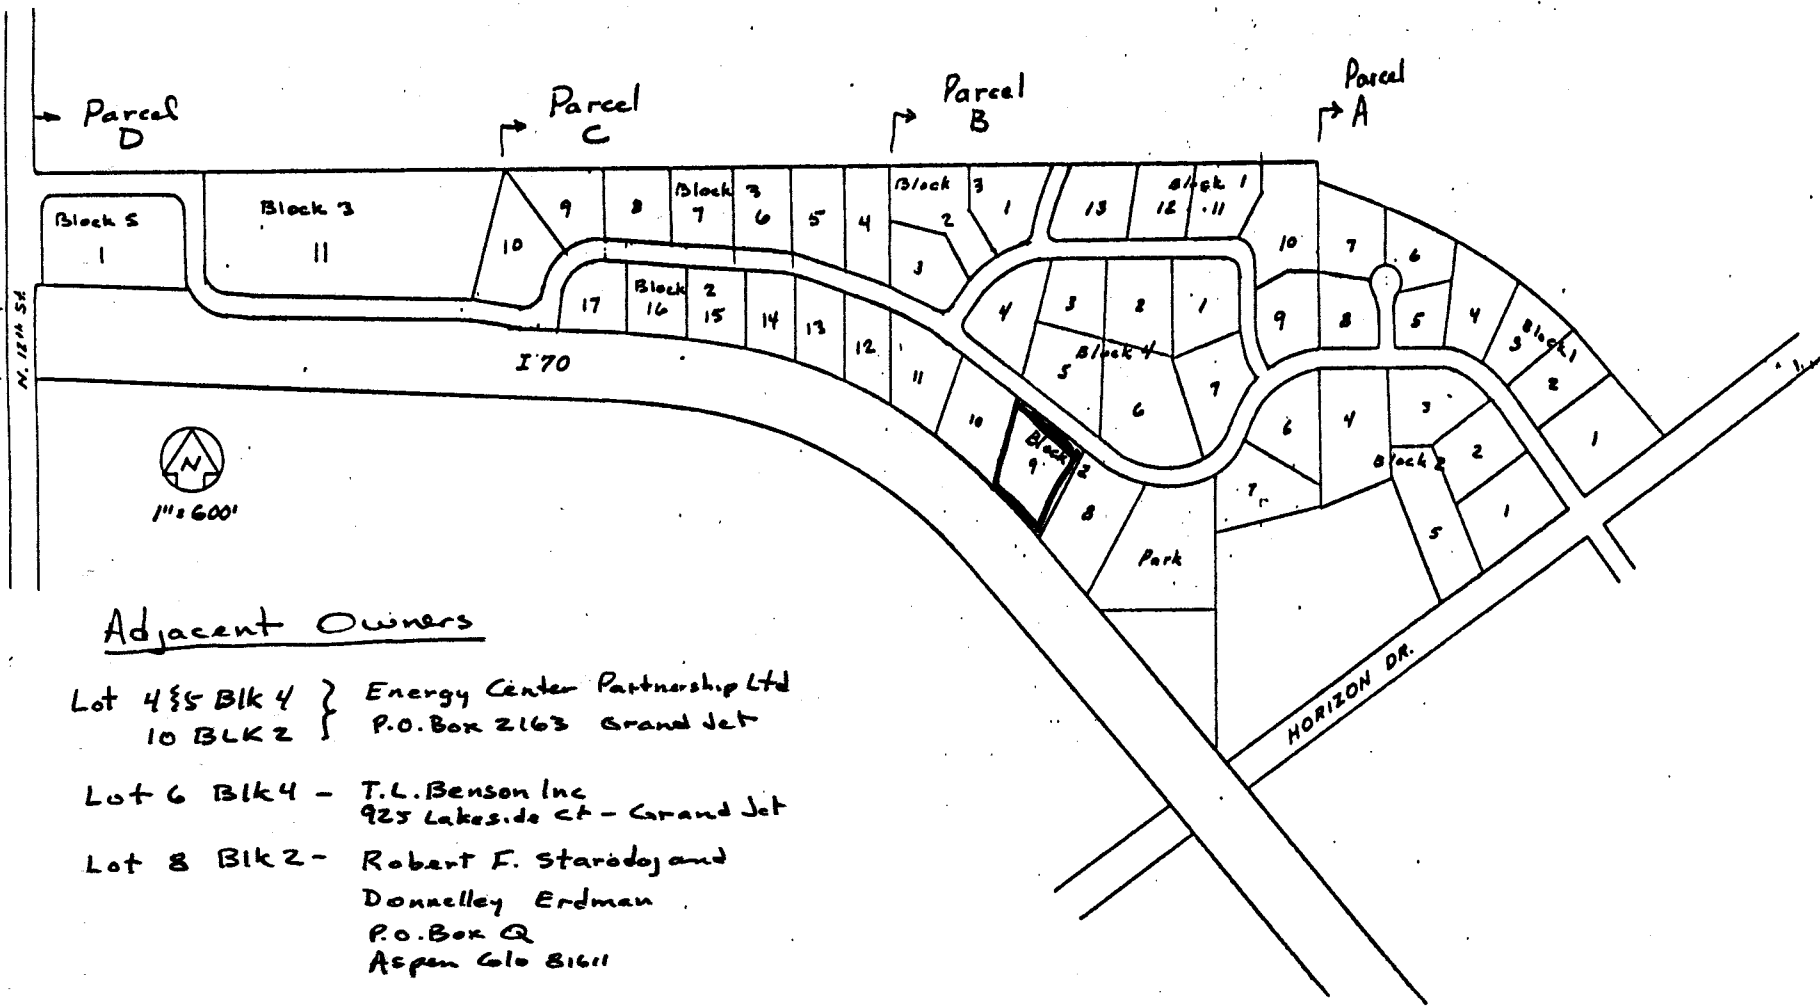 Parcel
D
Parcel
C
Parcel
B
Parcel
A
Block 5
1
Block 3
11
10
9
8
Block 3
7
6
5
4
Block 3
2
1
3
13
Block 1
12
11
10
9
8
7
6
5
4
Block 1
3
2
1
17
Block 2
16
15
14
13
12
11
10
Block 2
9
8
Park
7
6
4
3
Block 2
2
1
5
4
3
2
1
Block 4
5
6
7
I 70
N. 12th St.
N
1" = 600'
HORIZON DR.
Adjacent Owners
Lot 4 & 5 Blk 4 } Energy Center Partnership Ltd
10 BLK 2 } P.O. Box 2163 Grand Jct
Lot 6 Blk 4 - T.L. Benson Inc
925 Lakeside Ct - Grand Jct
Lot 8 Blk 2 - Robert F. Starodoj and
Donnelley Erdman
P.O. Box Q
Aspen Colo 81611